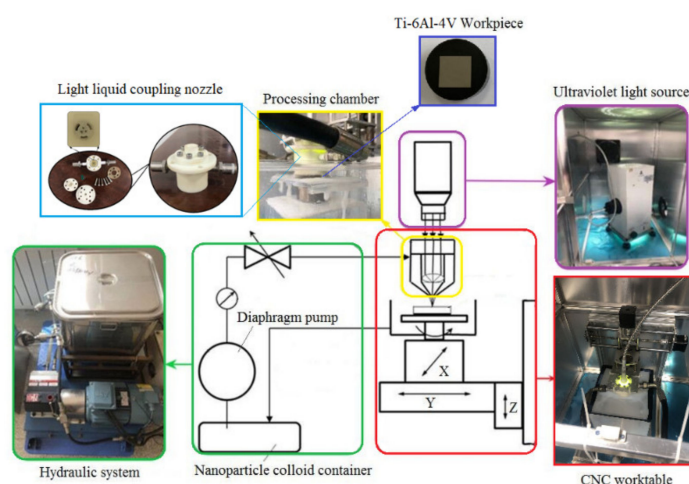 Ti-6Al-4V Workpiece
Light liquid coupling nozzle
Processing chamber
Ultraviolet light source
Diaphragm pump
X
Y
Z
Hydraulic system
Nanoparticle colloid container
CNC worktable